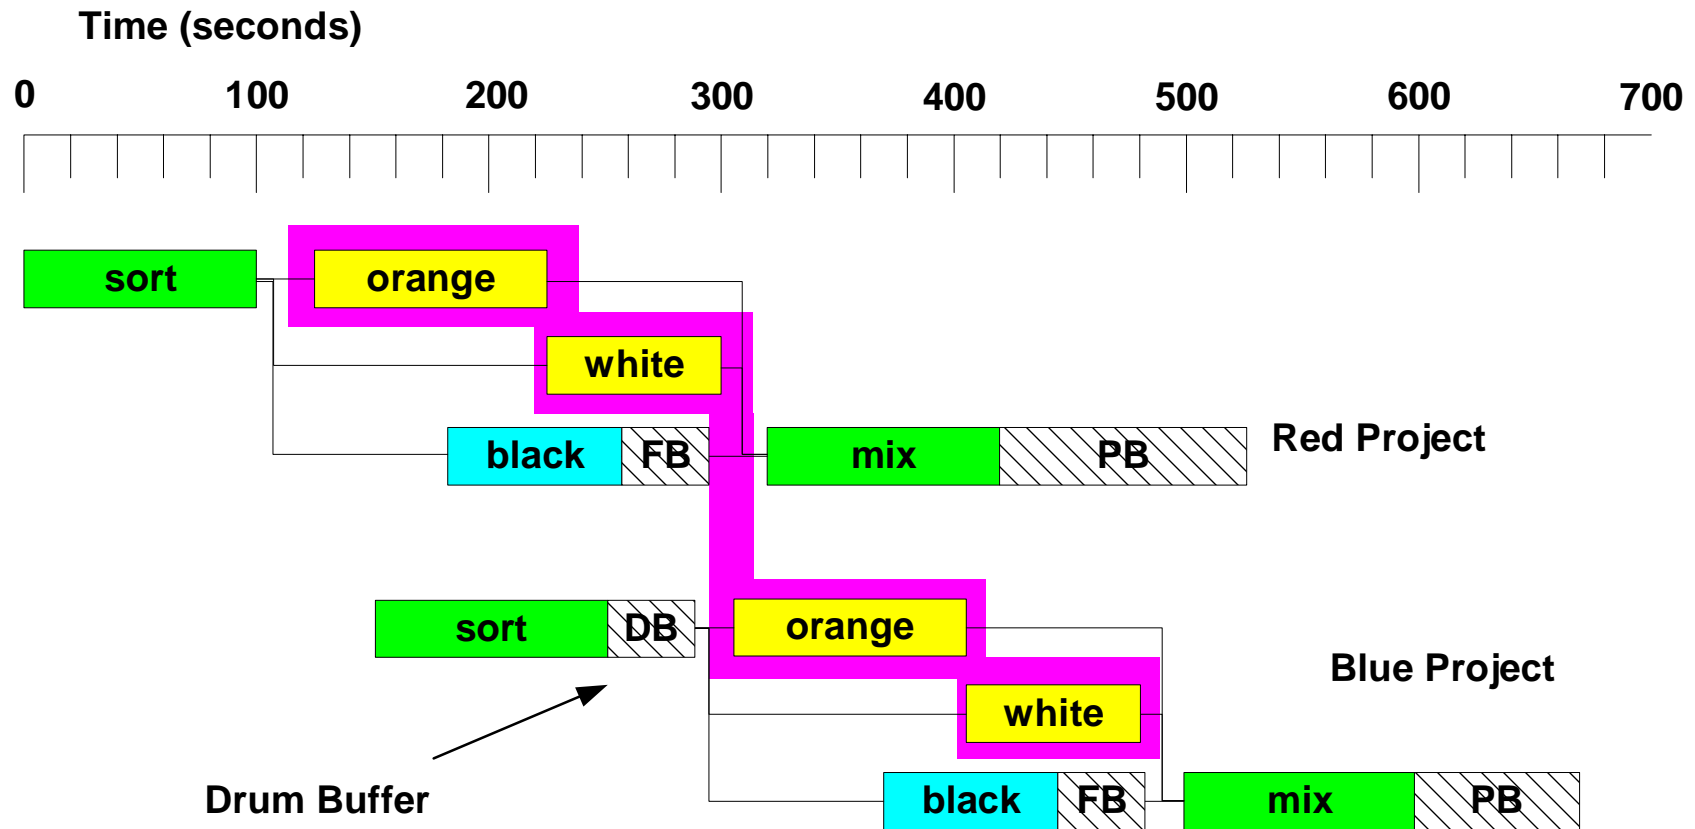 Time (seconds)
0 100 200 300 400 500 600 700
sort orange
white
black FB mix PB Red Project
sort DB orange
Blue Project
white
Drum Buffer black FB mix PB